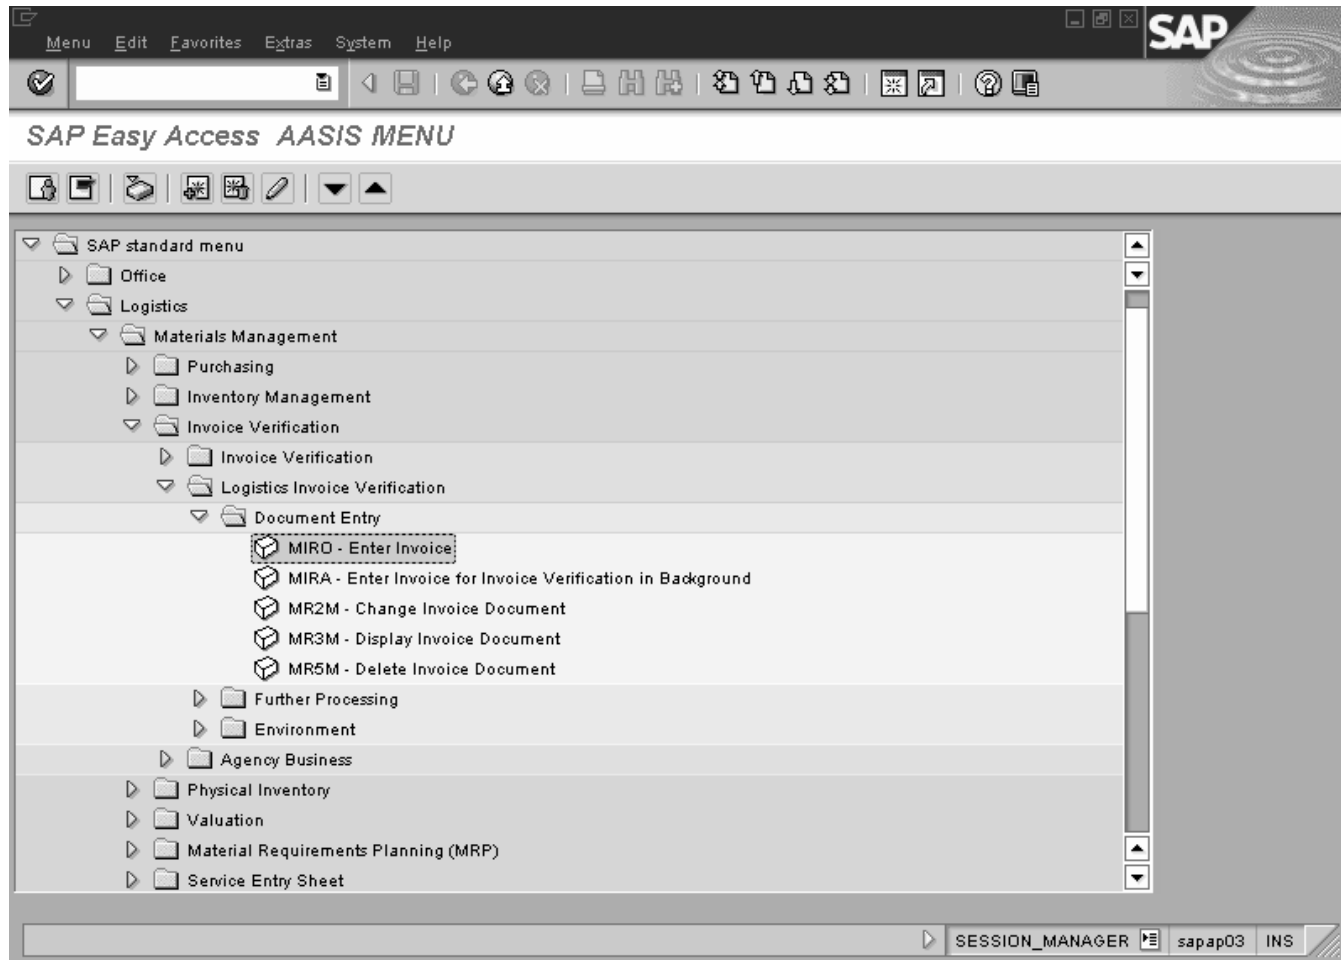 Menu Edit Favorites Extras System Help
SAP
SAP Easy Access AASIS MENU
SAP standard menu
Office
Logistics
Materials Management
Purchasing
Inventory Management
Invoice Verification
Invoice Verification
Logistics Invoice Verification
Document Entry
MIRO - Enter Invoice
MIRA - Enter Invoice for Invoice Verification in Background
MR2M - Change Invoice Document
MR3M - Display Invoice Document
MR5M - Delete Invoice Document
Further Processing
Environment
Agency Business
Physical Inventory
Valuation
Material Requirements Planning (MRP)
Service Entry Sheet
SESSION_MANAGER sapap03 INS